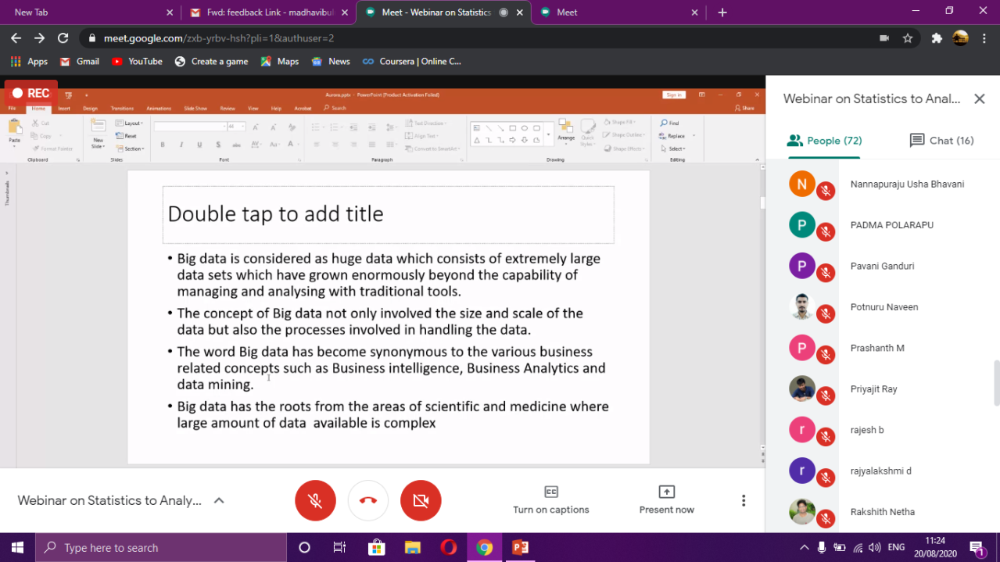 New Tab
Fwd: feedback Link - madhavibul
Meet - Webinar on Statistics
Meet
meet.google.com/zxb-yrbv-hsh?pli=1&authuser=2
Apps Gmail YouTube Create a game Maps News Coursera | Online C...
REC
Aurora.pptx - PowerPoint (Product Activation Failed)
Sign in
File Home Insert Design Transitions Animations Slide Show Review View Help Acrobat Search Share
Paste
Cut
Copy
Format Painter
Clipboard
New Slide
Layout
Reset
Section
Slides
44
Font
Text Direction
Align Text
Convert to SmartArt
Paragraph
Arrange
Quick Styles
Shape Fill
Shape Outline
Shape Effects
Drawing
Find
Replace
Select
Editing
Thumbnails
Double tap to add title
• Big data is considered as huge data which consists of extremely large
data sets which have grown enormously beyond the capability of
managing and analysing with traditional tools.
• The concept of Big data not only involved the size and scale of the
data but also the processes involved in handling the data.
• The word Big data has become synonymous to the various business
related concepts such as Business intelligence, Business Analytics and
data mining.
• Big data has the roots from the areas of scientific and medicine where
large amount of data available is complex
Webinar on Statistics to Anal...
People (72)
Chat (16)
N Nannapuraju Usha Bhavani
P PADMA POLARAPU
P Pavani Ganduri
Potnuru Naveen
P Prashanth M
Priyajit Ray
r rajesh b
r rajyalakshmi d
Rakshith Netha
Webinar on Statistics to Analy...
Turn on captions
Present now
Type here to search
ENG
11:24
20/08/2020
1